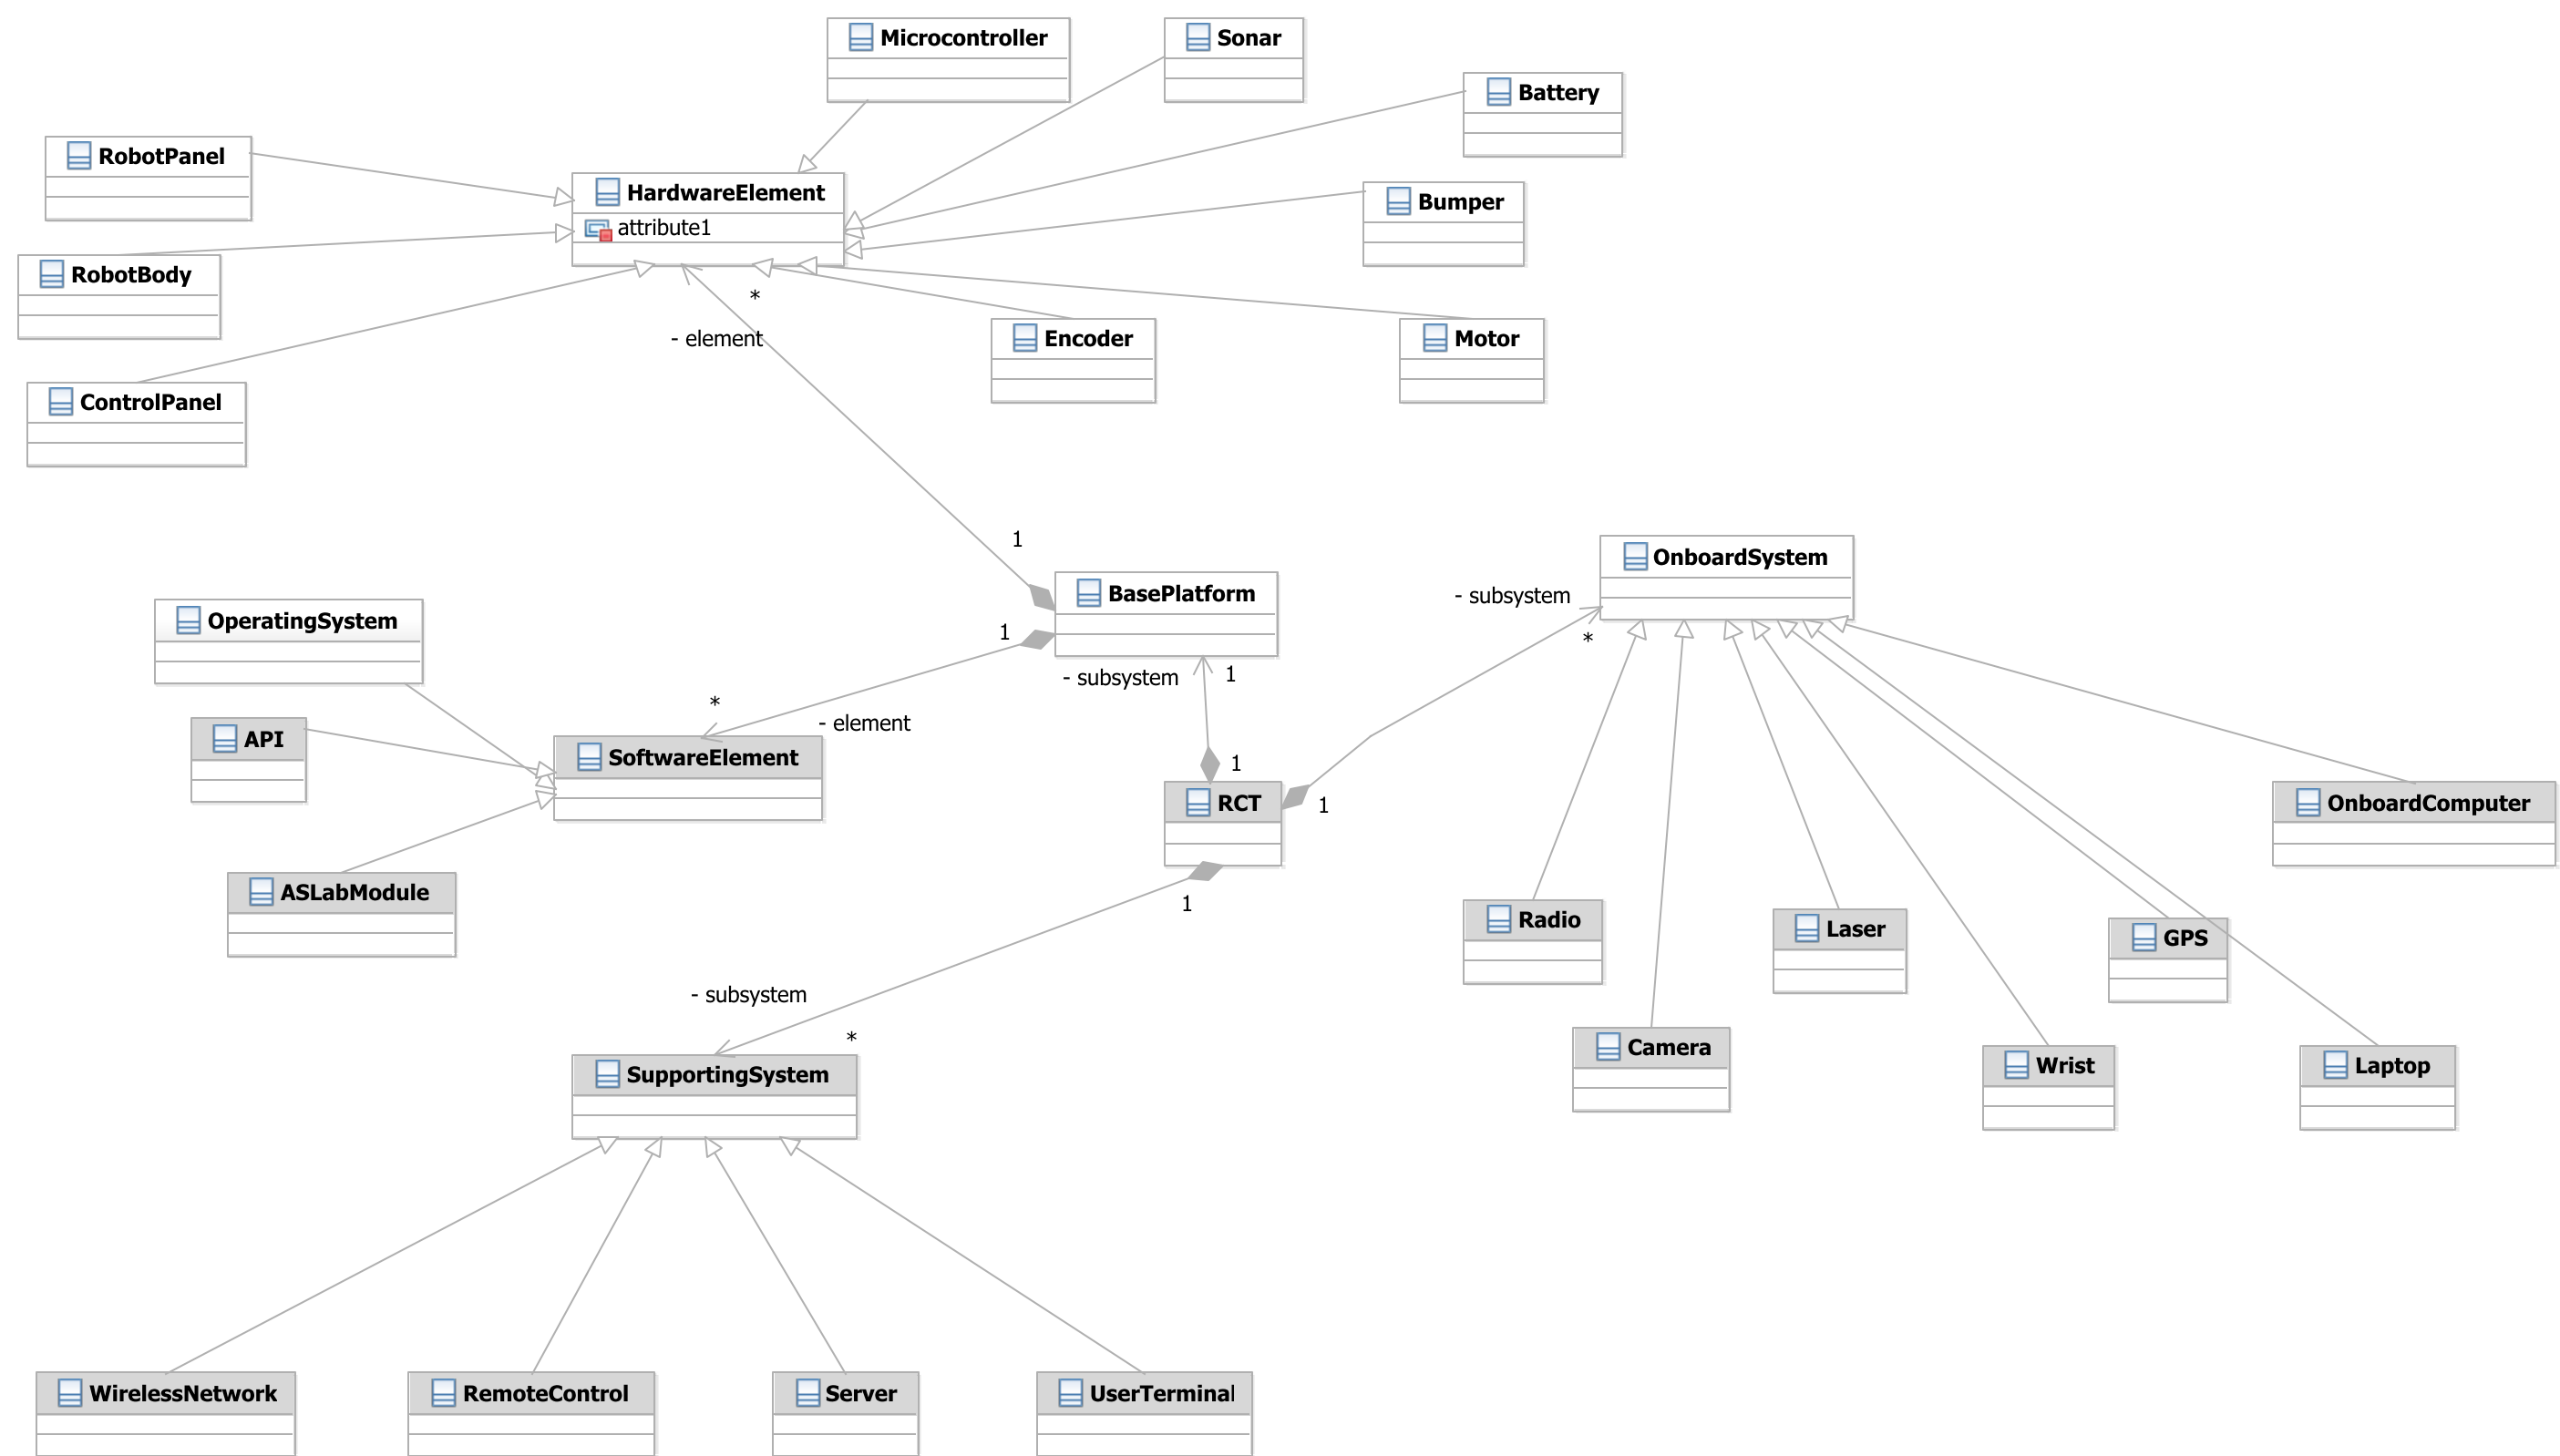 Microcontroller
Sonar
Battery
RobotPanel
HardwareElement
attribute1
Bumper
RobotBody
*
- element
Encoder
Motor
ControlPanel
1
OnboardSystem
BasePlatform
- subsystem
OperatingSystem
1
*
- subsystem
1
*
- element
API
SoftwareElement
1
RCT
1
OnboardComputer
ASLabModule
1
Radio
Laser
GPS
- subsystem
*
Camera
Wrist
Laptop
SupportingSystem
WirelessNetwork
RemoteControl
Server
UserTerminal